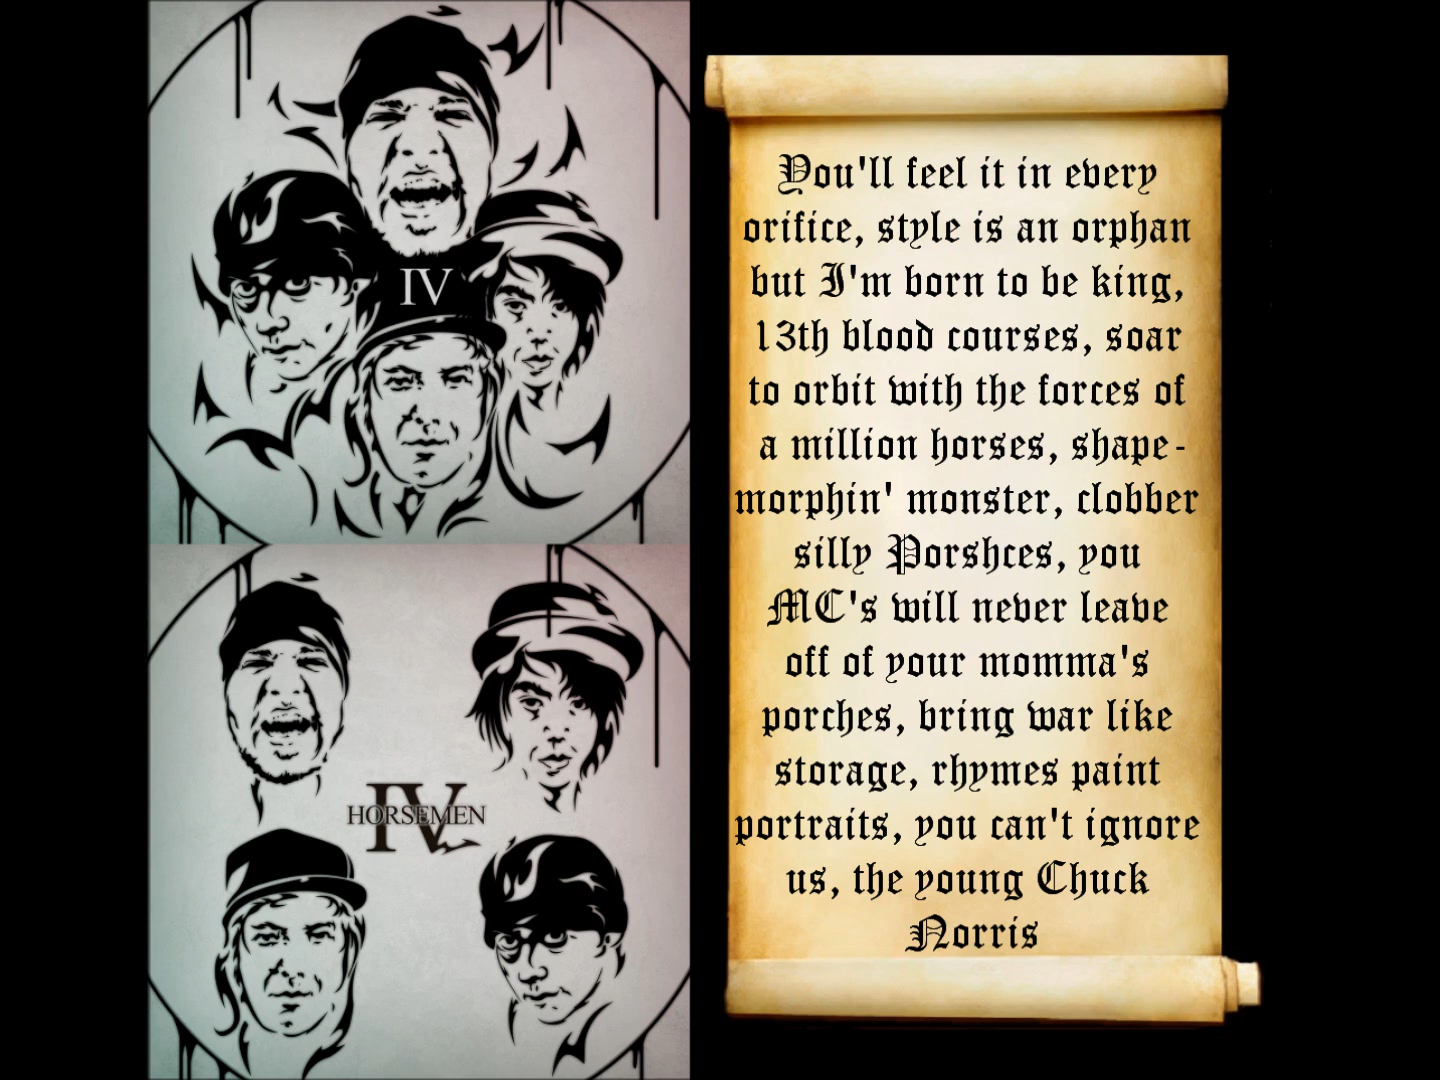 IV
HORSEMEN
IV
You'll feel it in every
orifice, style is an orphan
but I'm born to be king,
13th blood courses, soar
to orbit with the forces of
a million horses, shape-
morphin' monster, clobber
silly Porshces, you
MC's will never leave
off of your momma's
porches, bring war like
storage, rhymes paint
portraits, you can't ignore
us, the young Chuck
Norris